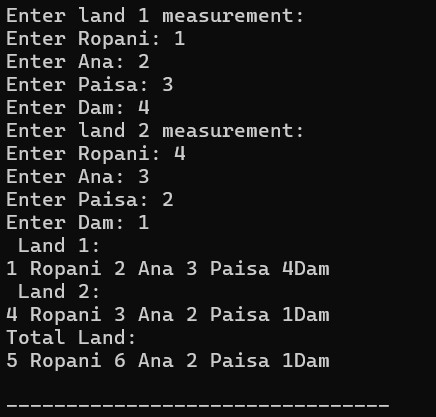 Enter land 1 measurement:
Enter Ropani: 1
Enter Ana: 2
Enter Paisa: 3
Enter Dam: 4
Enter land 2 measurement:
Enter Ropani: 4
Enter Ana: 3
Enter Paisa: 2
Enter Dam: 1
 Land 1:
1 Ropani 2 Ana 3 Paisa 4Dam
 Land 2:
4 Ropani 3 Ana 2 Paisa 1Dam
Total Land:
5 Ropani 6 Ana 2 Paisa 1Dam
--------------------------------